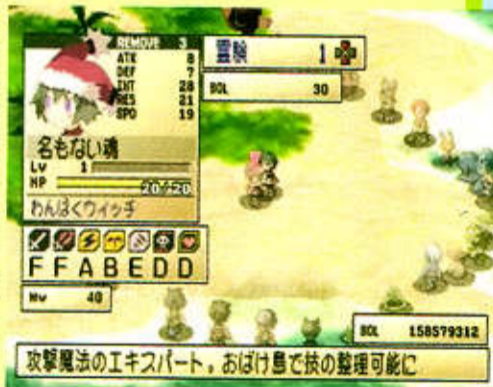 REMOVE 3
ATK 8
DEF 7
INT 28
RES 21
SPD 19
名もない魂
Lv 1
HP 20/20
わんぱくウィッチ
F F A B E D D
Mv 40
霊験 1
BOL 30
BOL 158579312
攻撃魔法のエキスパート。おばけ島で技の整理可能に